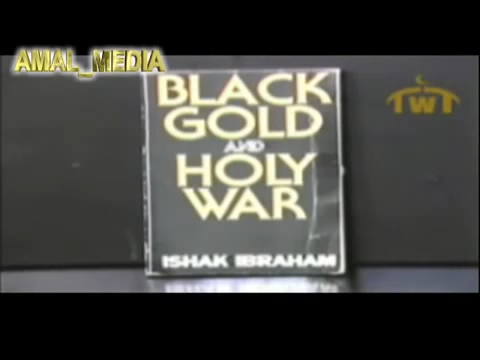 AMAL_MEDIA
TWT
BLACK
GOLD
AND
HOLY
WAR
ISHAK IBRAHAM